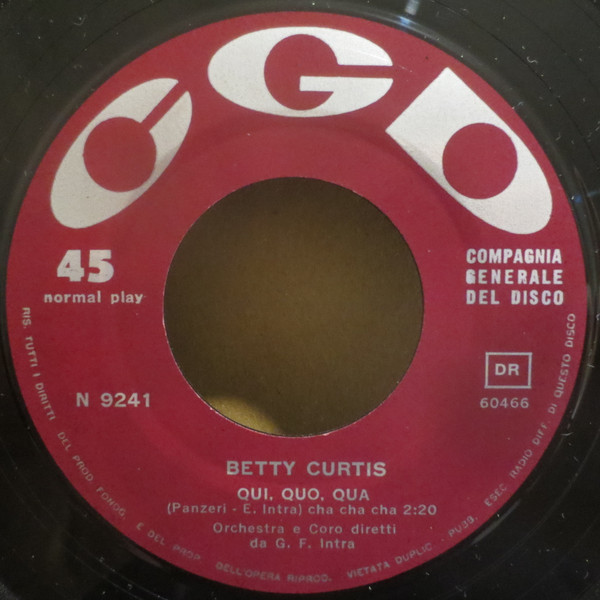 CGD
45
normal play
COMPAGNIA
GENERALE
DEL DISCO
N 9241
DR
60466
BETTY CURTIS
QUI, QUO, QUA
(Panzeri - E. Intra) cha cha cha 2:20
Orchestra e Coro diretti
da G. F. Intra
RIS. TUTTI I DIRITTI DEL PROD. FONOG. E DEL PROP. DELL'OPERA RIPROD. - VIETATA DUPLIC. - PUBB. ESEC RADIO DIFF. DI QUESTO DISCO